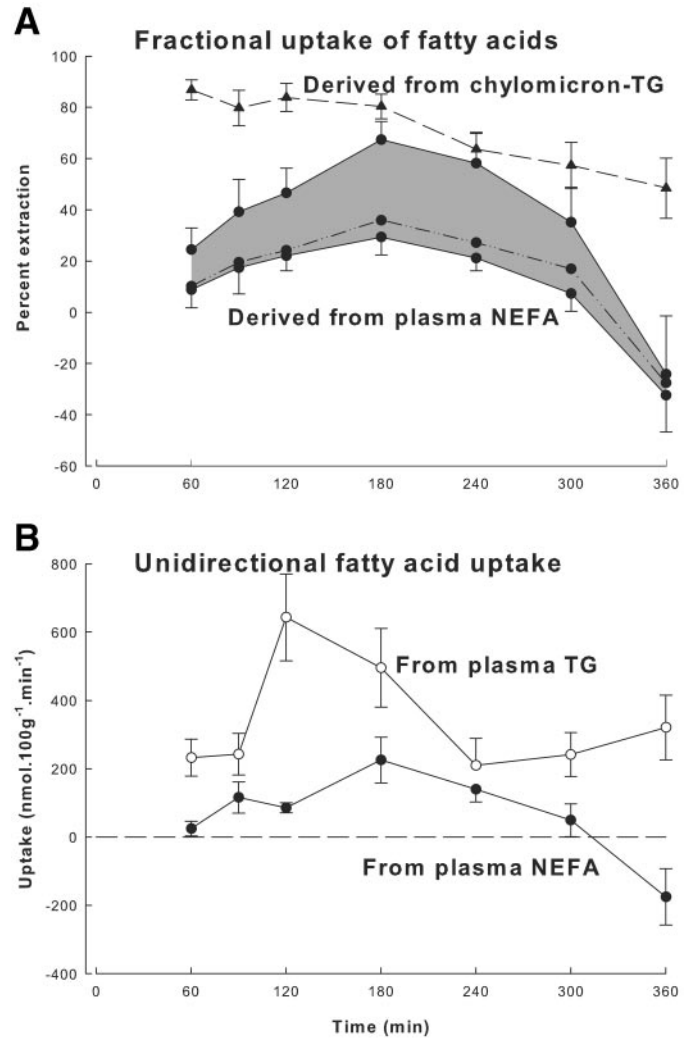 A
Fractional uptake of fatty acids
Derived from chylomicron-TG
Derived from plasma NEFA
Percent extraction
100
80
60
40
20
0
-20
-40
-60
0 60 120 180 240 300 360
B
Unidirectional fatty acid uptake
From plasma TG
From plasma NEFA
Uptake (nmol.100g⁻¹.min⁻¹)
800
600
400
200
0
-200
-400
0 60 120 180 240 300 360
Time (min)